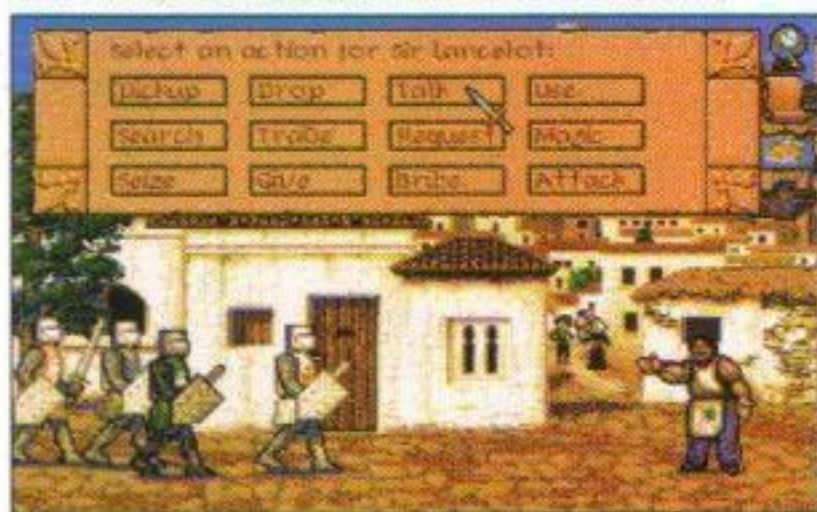 Select an action for Sir Lancelot:
Pickup Drop Talk Use
Search Trade Request Magic
Seize Give Bribe Attack